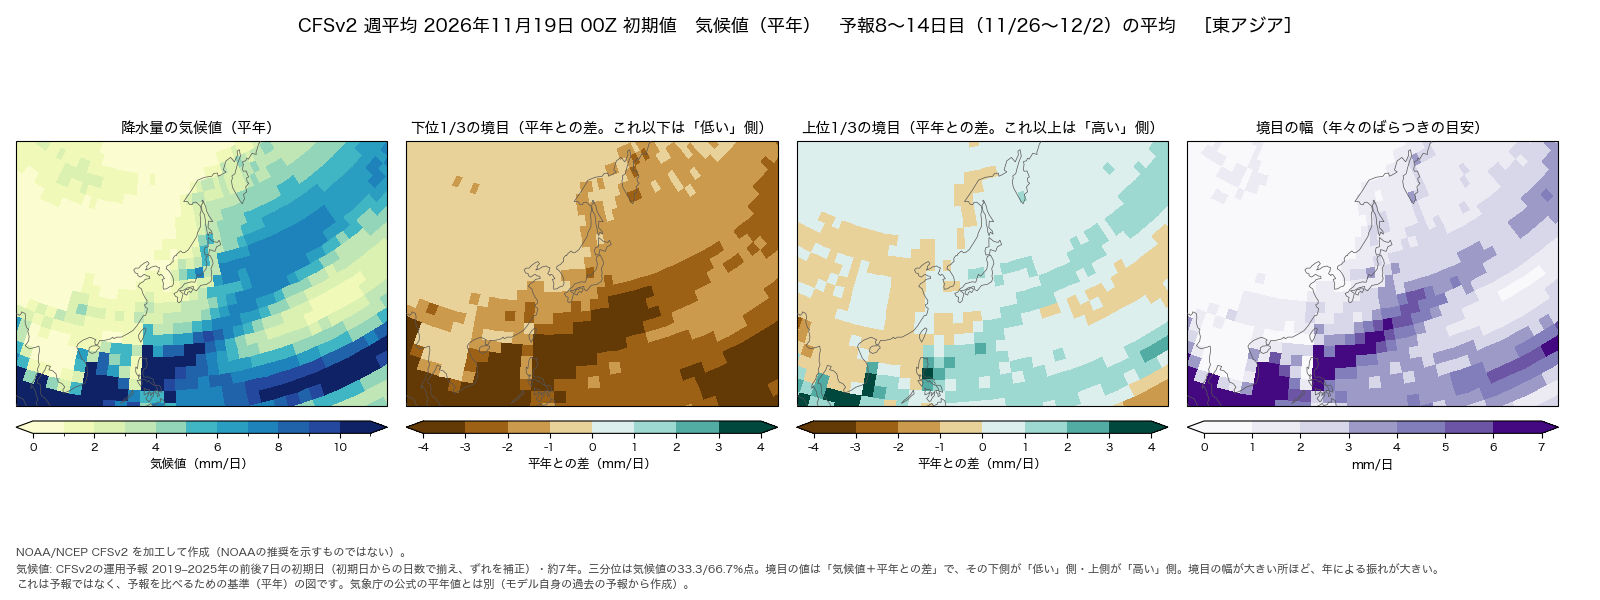 CFSv2 週平均 2026年11月19日 00Z 初期値　気候値（平年）　予報8～14日目（11/26～12/2）の平均　［東アジア］
降水量の気候値（平年）
下位1/3の境目（平年との差。これ以下は「低い」側）
上位1/3の境目（平年との差。これ以上は「高い」側）
境目の幅（年々のばらつきの目安）
0 2 4 6 8 10
気候値（mm/日）
-4 -3 -2 -1 0 1 2 3 4
平年との差（mm/日）
-4 -3 -2 -1 0 1 2 3 4
平年との差（mm/日）
0 1 2 3 4 5 6 7
mm/日
NOAA/NCEP CFSv2 を加工して作成（NOAAの推奨を示すものではない）。
気候値: CFSv2の運用予報 2019–2025年の前後7日の初期日（初期日からの日数で揃え、ずれを補正）・約7年。三分位は気候値の33.3/66.7%点。境目の値は「気候値＋平年との差」で、その下側が「低い」側・上側が「高い」側。境目の幅が大きい所ほど、年による振れが大きい。
これは予報ではなく、予報を比べるための基準（平年）の図です。気象庁の公式の平年値とは別（モデル自身の過去の予報から作成）。